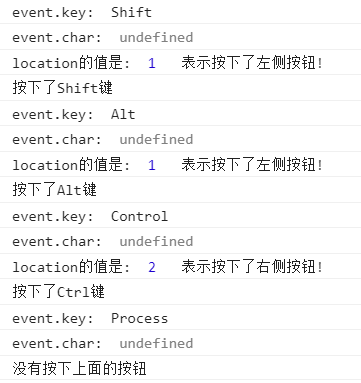 event.key:  Shift
event.char:  undefined
location的值是:  1   表示按下了左侧按钮!
按下了Shift键
event.key:  Alt
event.char:  undefined
location的值是:  1   表示按下了左侧按钮!
按下了Alt键
event.key:  Control
event.char:  undefined
location的值是:  2   表示按下了右侧按钮!
按下了Ctrl键
event.key:  Process
event.char:  undefined
没有按下上面的按钮